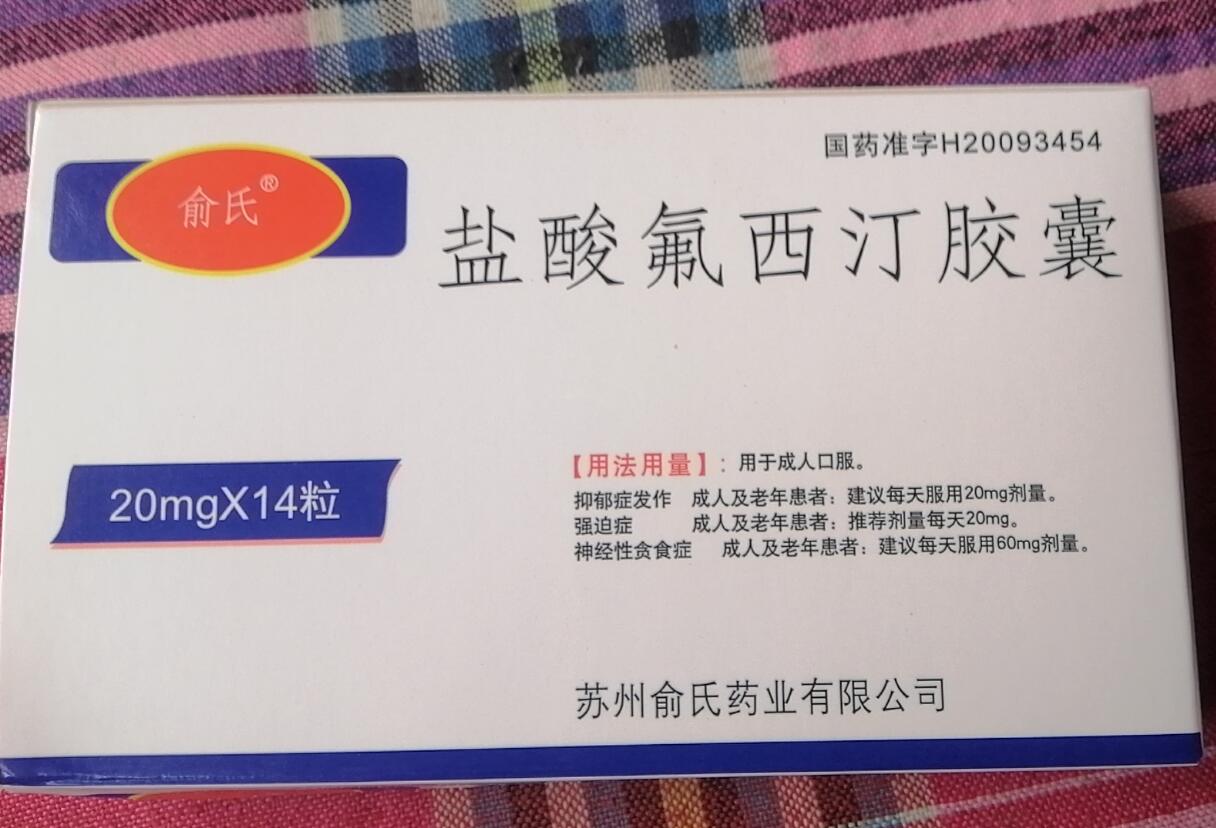 国药准字H20093454
俞氏®
盐酸氟西汀胶囊
20mgX14粒
【用法用量】:用于成人口服。
抑郁症发作 成人及老年患者:建议每天服用20mg剂量。
强迫症 成人及老年患者:推荐剂量每天20mg。
神经性贪食症 成人及老年患者:建议每天服用60mg剂量。
苏州俞氏药业有限公司